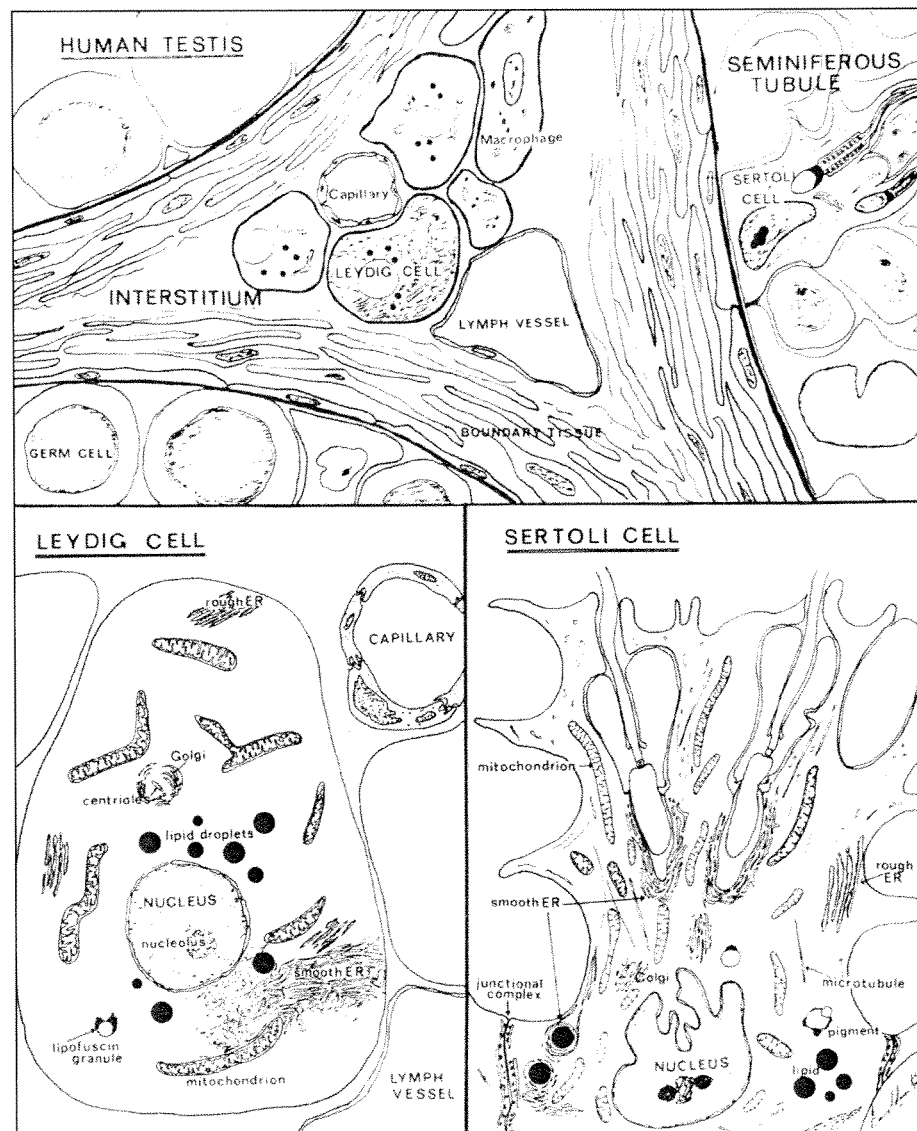 HUMAN TESTIS
SEMINIFEROUS
TUBULE
Macrophage
Capillary
SERTOLI
CELL
LEYDIG CELL
INTERSTITIUM
LYMPH VESSEL
BOUNDARY TISSUE
GERM CELL
LEYDIG CELL
rough ER
CAPILLARY
Golgi
centrioles
lipid droplets
NUCLEUS
nucleolus
smooth ER
lipofuscin
granule
mitochondrion
LYMPH
VESSEL
SERTOLI CELL
mitochondrion
rough
ER
smooth ER
Golgi
junctional
complex
microtubule
pigment
NUCLEUS
lipid